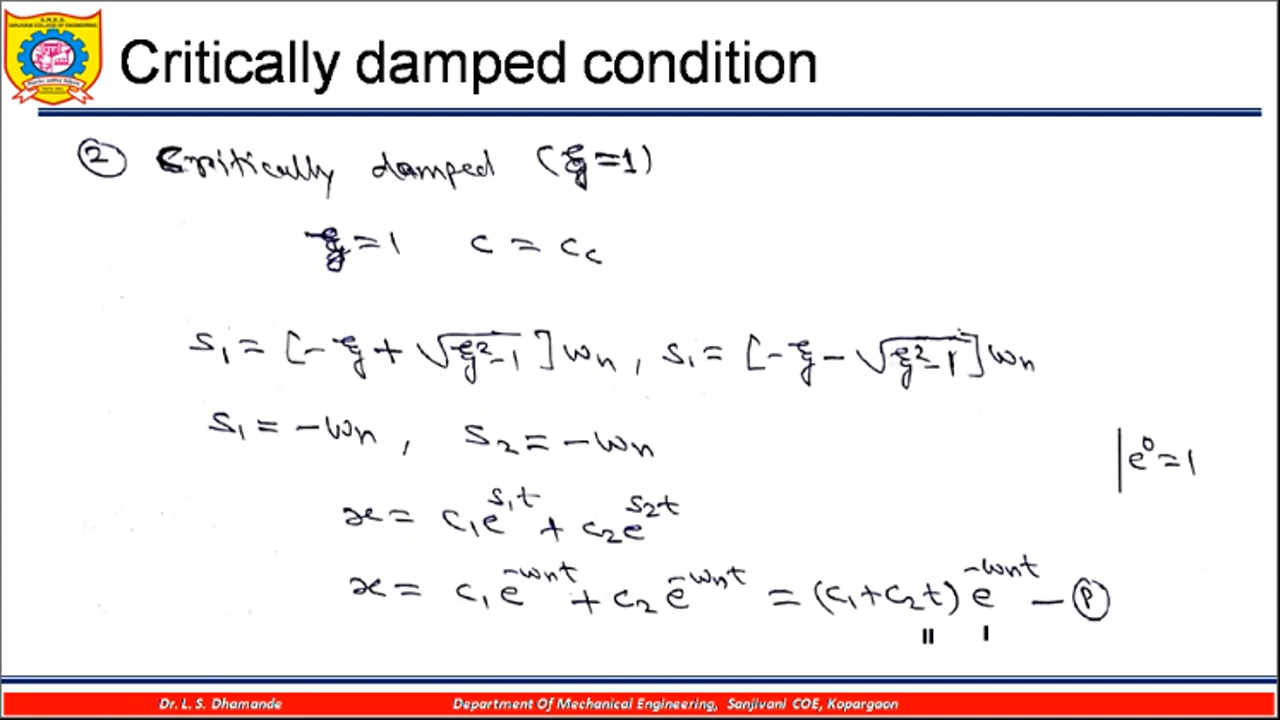 Critically damped condition
② Critically damped (ξ=1)
ξ=1 c = c_c
s₁ = [-ξ + √(ξ²-1)] ωn, s₁ = [-ξ - √(ξ²-1)] ωn
s₁ = -ωn, s₂ = -ωn
| e⁰=1
x = c₁e^(s₁t) + c₂e^(s₂t)
x = c₁e^(-ωnt) + c₂e^(-ωnt) = (c₁+c₂t) e^(-ωnt) — Ⓟ
II I
Dr. L. S. Dhamande Department Of Mechanical Engineering, Sanjivani COE, Kopargaon